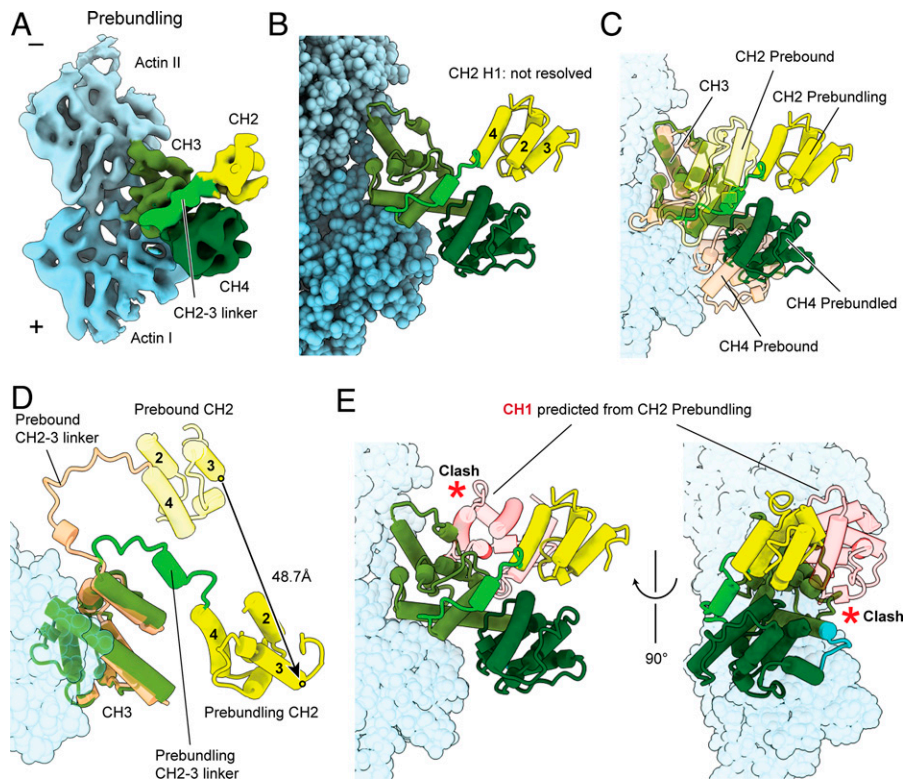 A
Prebundling
−
Actin II
CH3
CH2
CH4
CH2-3 linker
Actin I
+
B
CH2 H1: not resolved
4
2
3
C
CH2 Prebound
CH3
CH2 Prebundling
CH4 Prebundled
CH4 Prebound
D
Prebound
CH2
Prebound
CH2-3 linker
2
3
4
48.7Å
2
4
3
CH3
Prebundling CH2
Prebundling
CH2-3 linker
E
CH1 predicted from CH2 Prebundling
Clash
*
90°
*
Clash